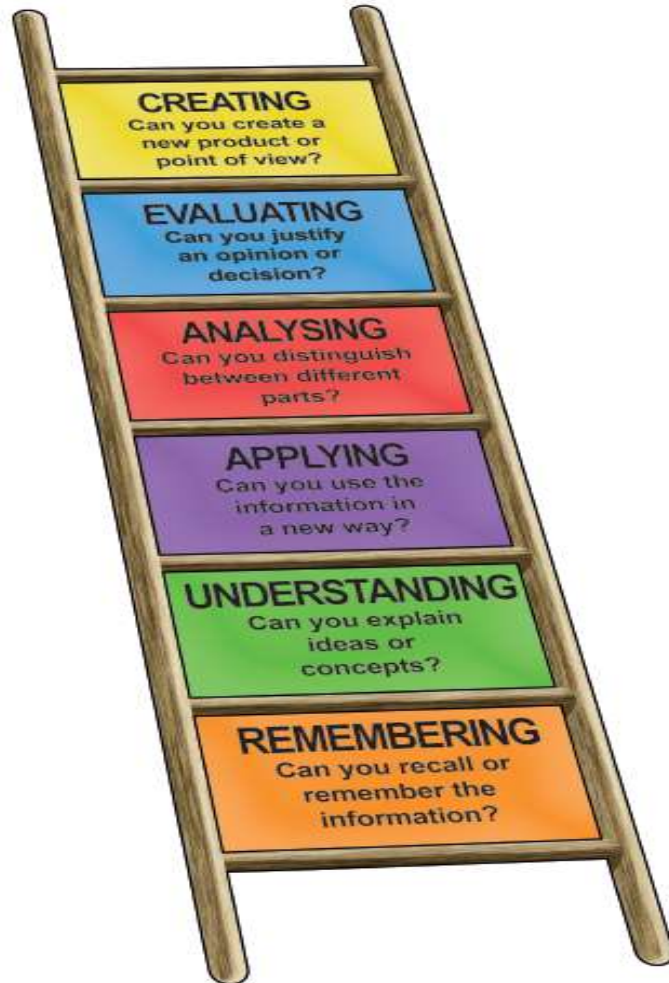 CREATING
Can you create a
new product or
point of view?
EVALUATING
Can you justify
an opinion or
decision?
ANALYSING
Can you distinguish
between different
parts?
APPLYING
Can you use the
information in
a new way?
UNDERSTANDING
Can you explain
ideas or
concepts?
REMEMBERING
Can you recall or
remember the
information?